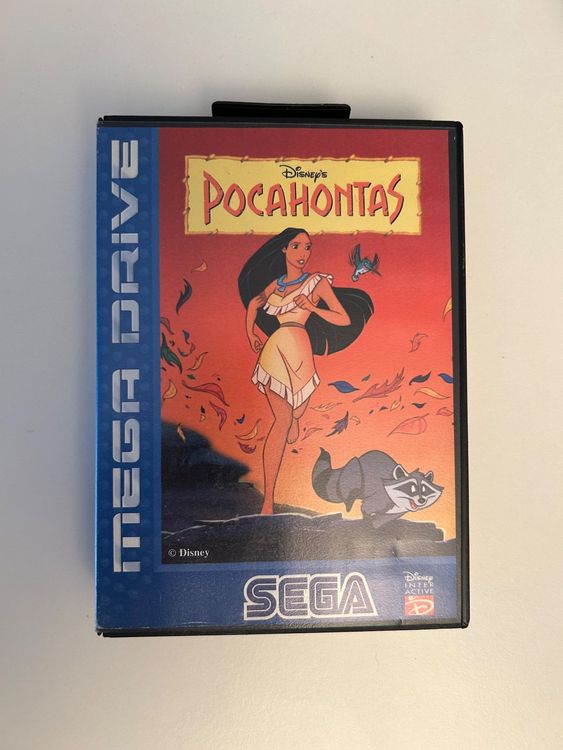 MEGA DRIVE
Disney's
POCAHONTAS
© Disney
SEGA
Disney
INTER
ACTIVE